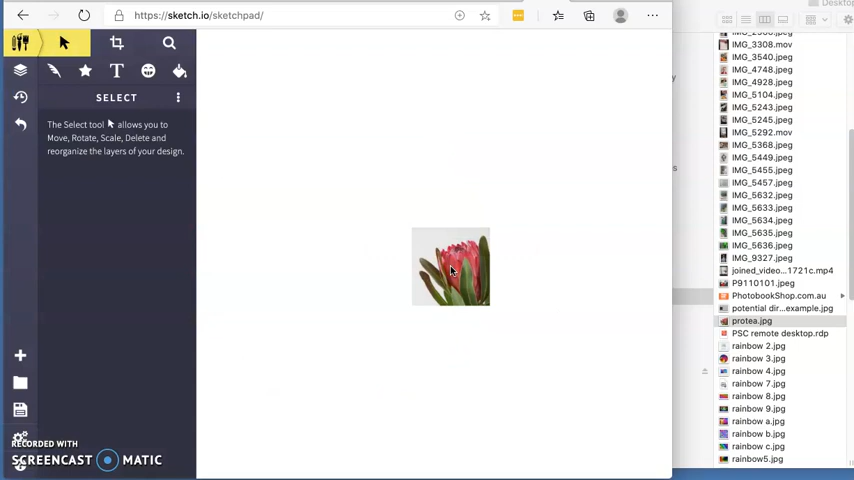 Desktop
https://sketch.io/sketchpad/
SELECT
The Select tool allows you to
Move, Rotate, Scale, Delete and
reorganize the layers of your design.
IMG_3308.mov
IMG_3540.jpeg
IMG_4748.jpeg
IMG_4928.jpeg
IMG_5104.jpeg
IMG_5243.jpeg
IMG_5245.jpeg
IMG_5292.mov
IMG_5368.jpeg
IMG_5449.jpeg
IMG_5455.jpeg
IMG_5457.jpeg
IMG_5632.jpeg
IMG_5633.jpeg
IMG_5634.jpeg
IMG_5635.jpeg
IMG_5636.jpeg
IMG_9327.jpeg
joined_video...1721c.mp4
P9110101.jpeg
PhotobookShop.com.au
potential dir...example.jpg
protea.jpg
PSC remote desktop.rdp
rainbow 2.jpg
rainbow 3.jpg
rainbow 4.jpg
rainbow 7.jpg
rainbow 8.jpg
rainbow 9.jpg
rainbow a.jpg
rainbow b.jpg
rainbow c.jpg
rainbow5.jpg
RECORDED WITH
SCREENCAST MATIC